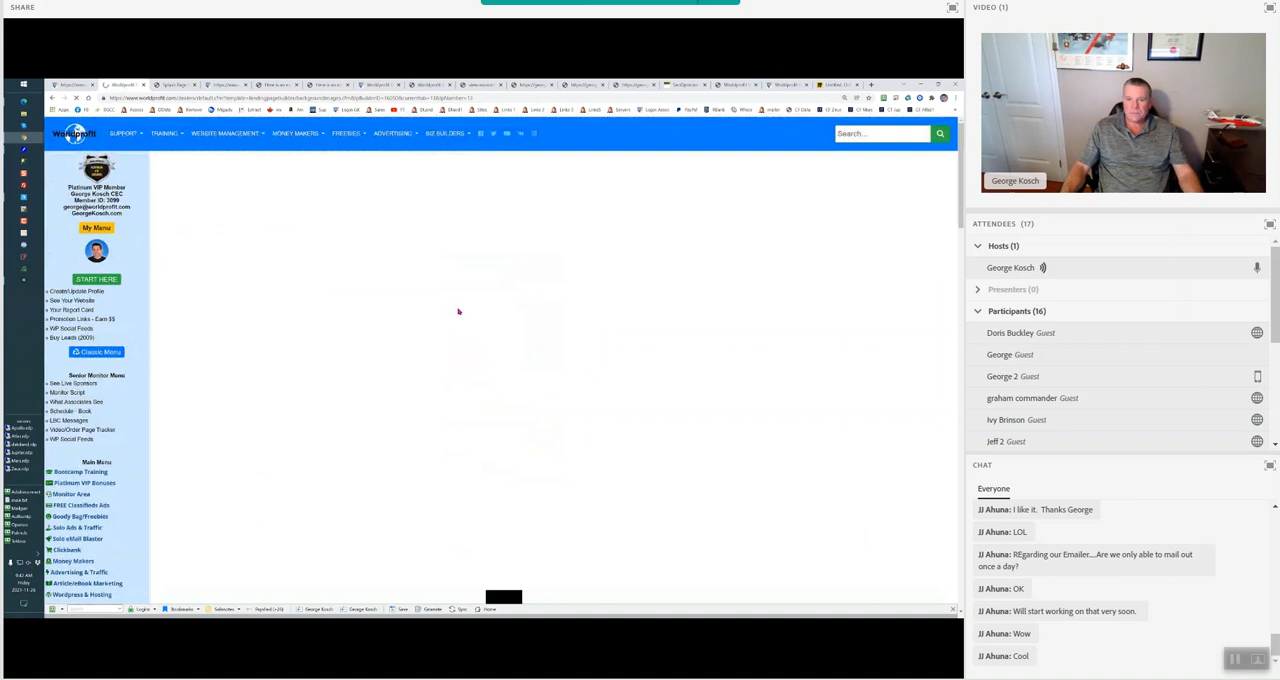 SHARE
Worldprofit
SUPPORT
TRAINING
WEBSITE MANAGEMENT
MONEY MAKERS
FREEBIES
ADVERTISING
BIZ BUILDERS
Search...
Platinum VIP Member
George Kosch CEC
Member ID: 3099
george@worldprofit.com
GeorgeKosch.com
My Menu
START HERE
» Create/Update Profile
» See Your Website
» Your Report Card
» Promotion Links - Earn $$
» WP Social Feeds
» Buy Leads (2009)
Classic Menu
Senior Monitor Menu
» See Live Sponsors
» Monitor Script
» What Associates See
» Schedule - Book
» LBC Messages
» Video/Order Page Tracker
» WP Social Feeds
Main Menu
Bootcamp Training
Platinum VIP Bonuses
Monitor Area
FREE Classifieds Ads
Goody Bag/Freebies
Solo Ads & Traffic
Solo eMail Blaster
Clickbank
Money Makers
Advertising & Traffic
Article/eBook Marketing
Wordpress & Hosting
9:42 AM
Friday
2021-11-26
VIDEO (1)
George Kosch
ATTENDEES (17)
Hosts (1)
George Kosch
Presenters (0)
Participants (16)
Doris Buckley Guest
George Guest
George 2 Guest
graham commander Guest
Ivy Brinson Guest
Jeff 2 Guest
CHAT
Everyone
JJ Ahuna: I like it. Thanks George
JJ Ahuna: LOL
JJ Ahuna: REgarding our Emailer....Are we only able to mail out
once a day?
JJ Ahuna: OK
JJ Ahuna: Will start working on that very soon.
JJ Ahuna: Wow
JJ Ahuna: Cool